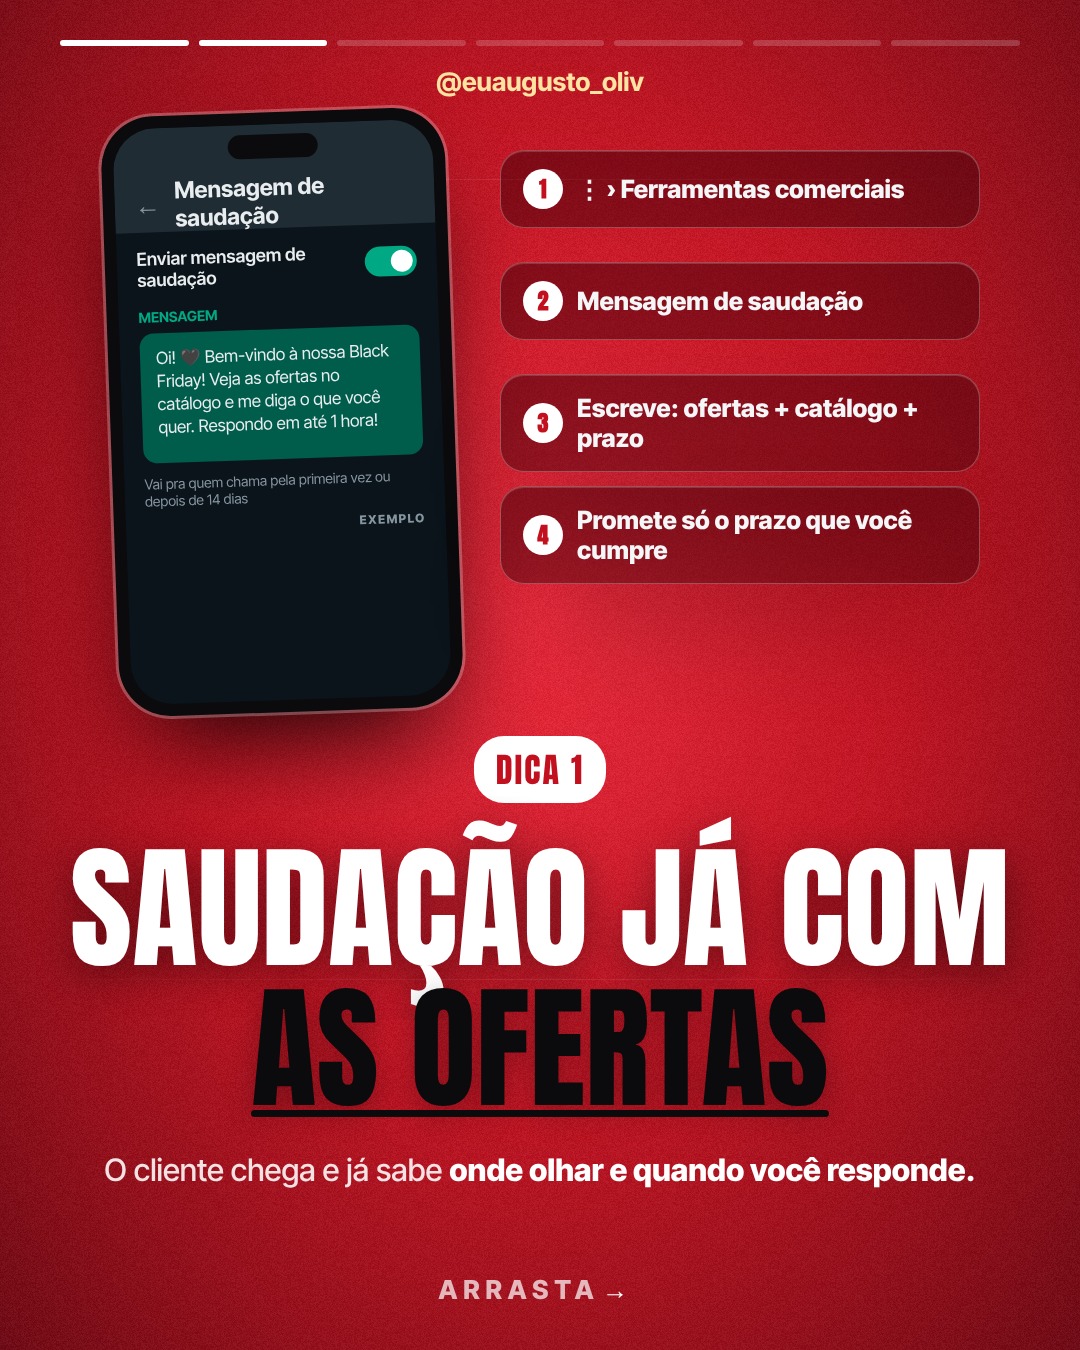 @euaugusto_oliv
← Mensagem de
saudação
Enviar mensagem de
saudação
MENSAGEM
Oi! 🖤 Bem-vindo à nossa Black
Friday! Veja as ofertas no
catálogo e me diga o que você
quer. Respondo em até 1 hora!
Vai pra quem chama pela primeira vez ou
depois de 14 dias
EXEMPLO
1 ⋮ › Ferramentas comerciais
2 Mensagem de saudação
3 Escreve: ofertas + catálogo +
prazo
4 Promete só o prazo que você
cumpre
DICA 1
SAUDAÇÃO JÁ COM
AS OFERTAS
O cliente chega e já sabe onde olhar e quando você responde.
ARRASTA →